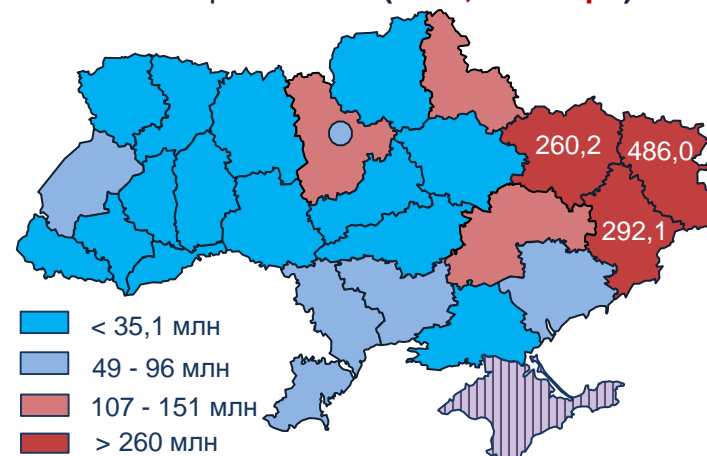 260,2
486,0
292,1
< 35,1 млн
49 - 96 млн
107 - 151 млн
> 260 млн